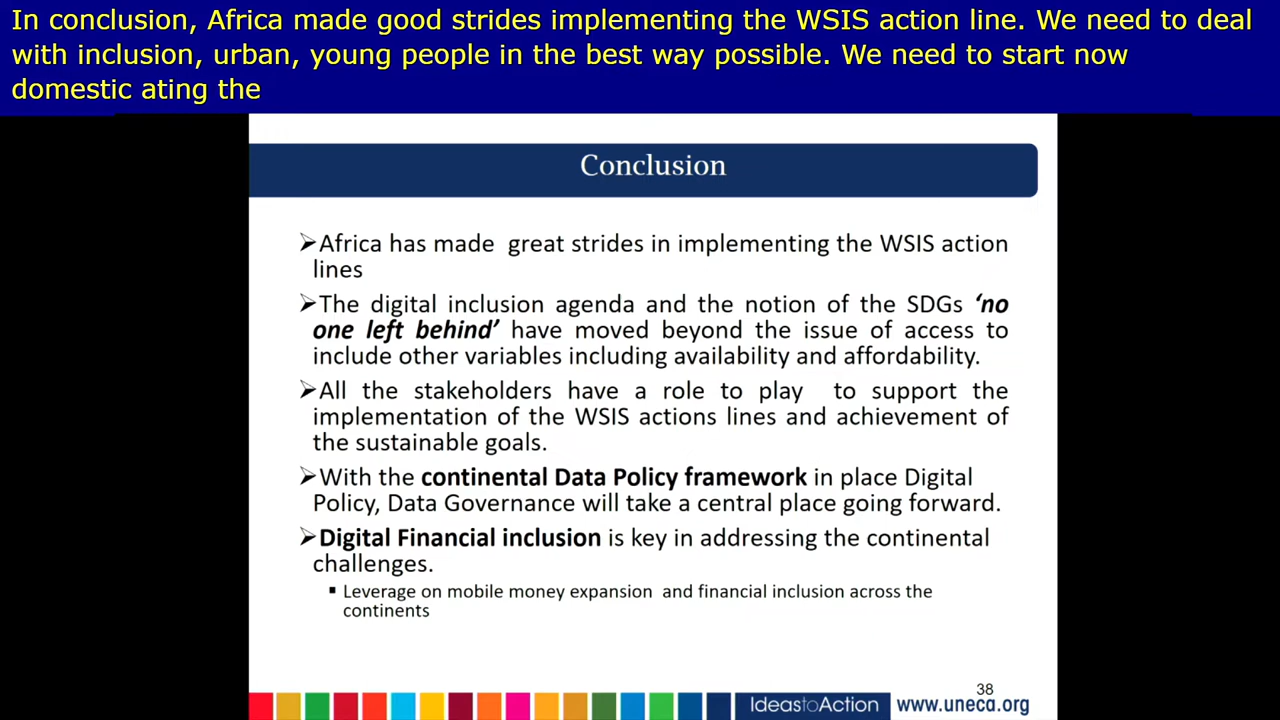 In conclusion, Africa made good strides implementing the WSIS action line. We need to deal
with inclusion, urban, young people in the best way possible. We need to start now
domestic ating the
Conclusion
➢Africa has made great strides in implementing the WSIS action
lines
➢The digital inclusion agenda and the notion of the SDGs ‘no
one left behind’ have moved beyond the issue of access to
include other variables including availability and affordability.
➢All the stakeholders have a role to play to support the
implementation of the WSIS actions lines and achievement of
the sustainable goals.
➢With the continental Data Policy framework in place Digital
Policy, Data Governance will take a central place going forward.
➢Digital Financial inclusion is key in addressing the continental
challenges.
▪ Leverage on mobile money expansion and financial inclusion across the
continents
38
IdeastoAction www.uneca.org